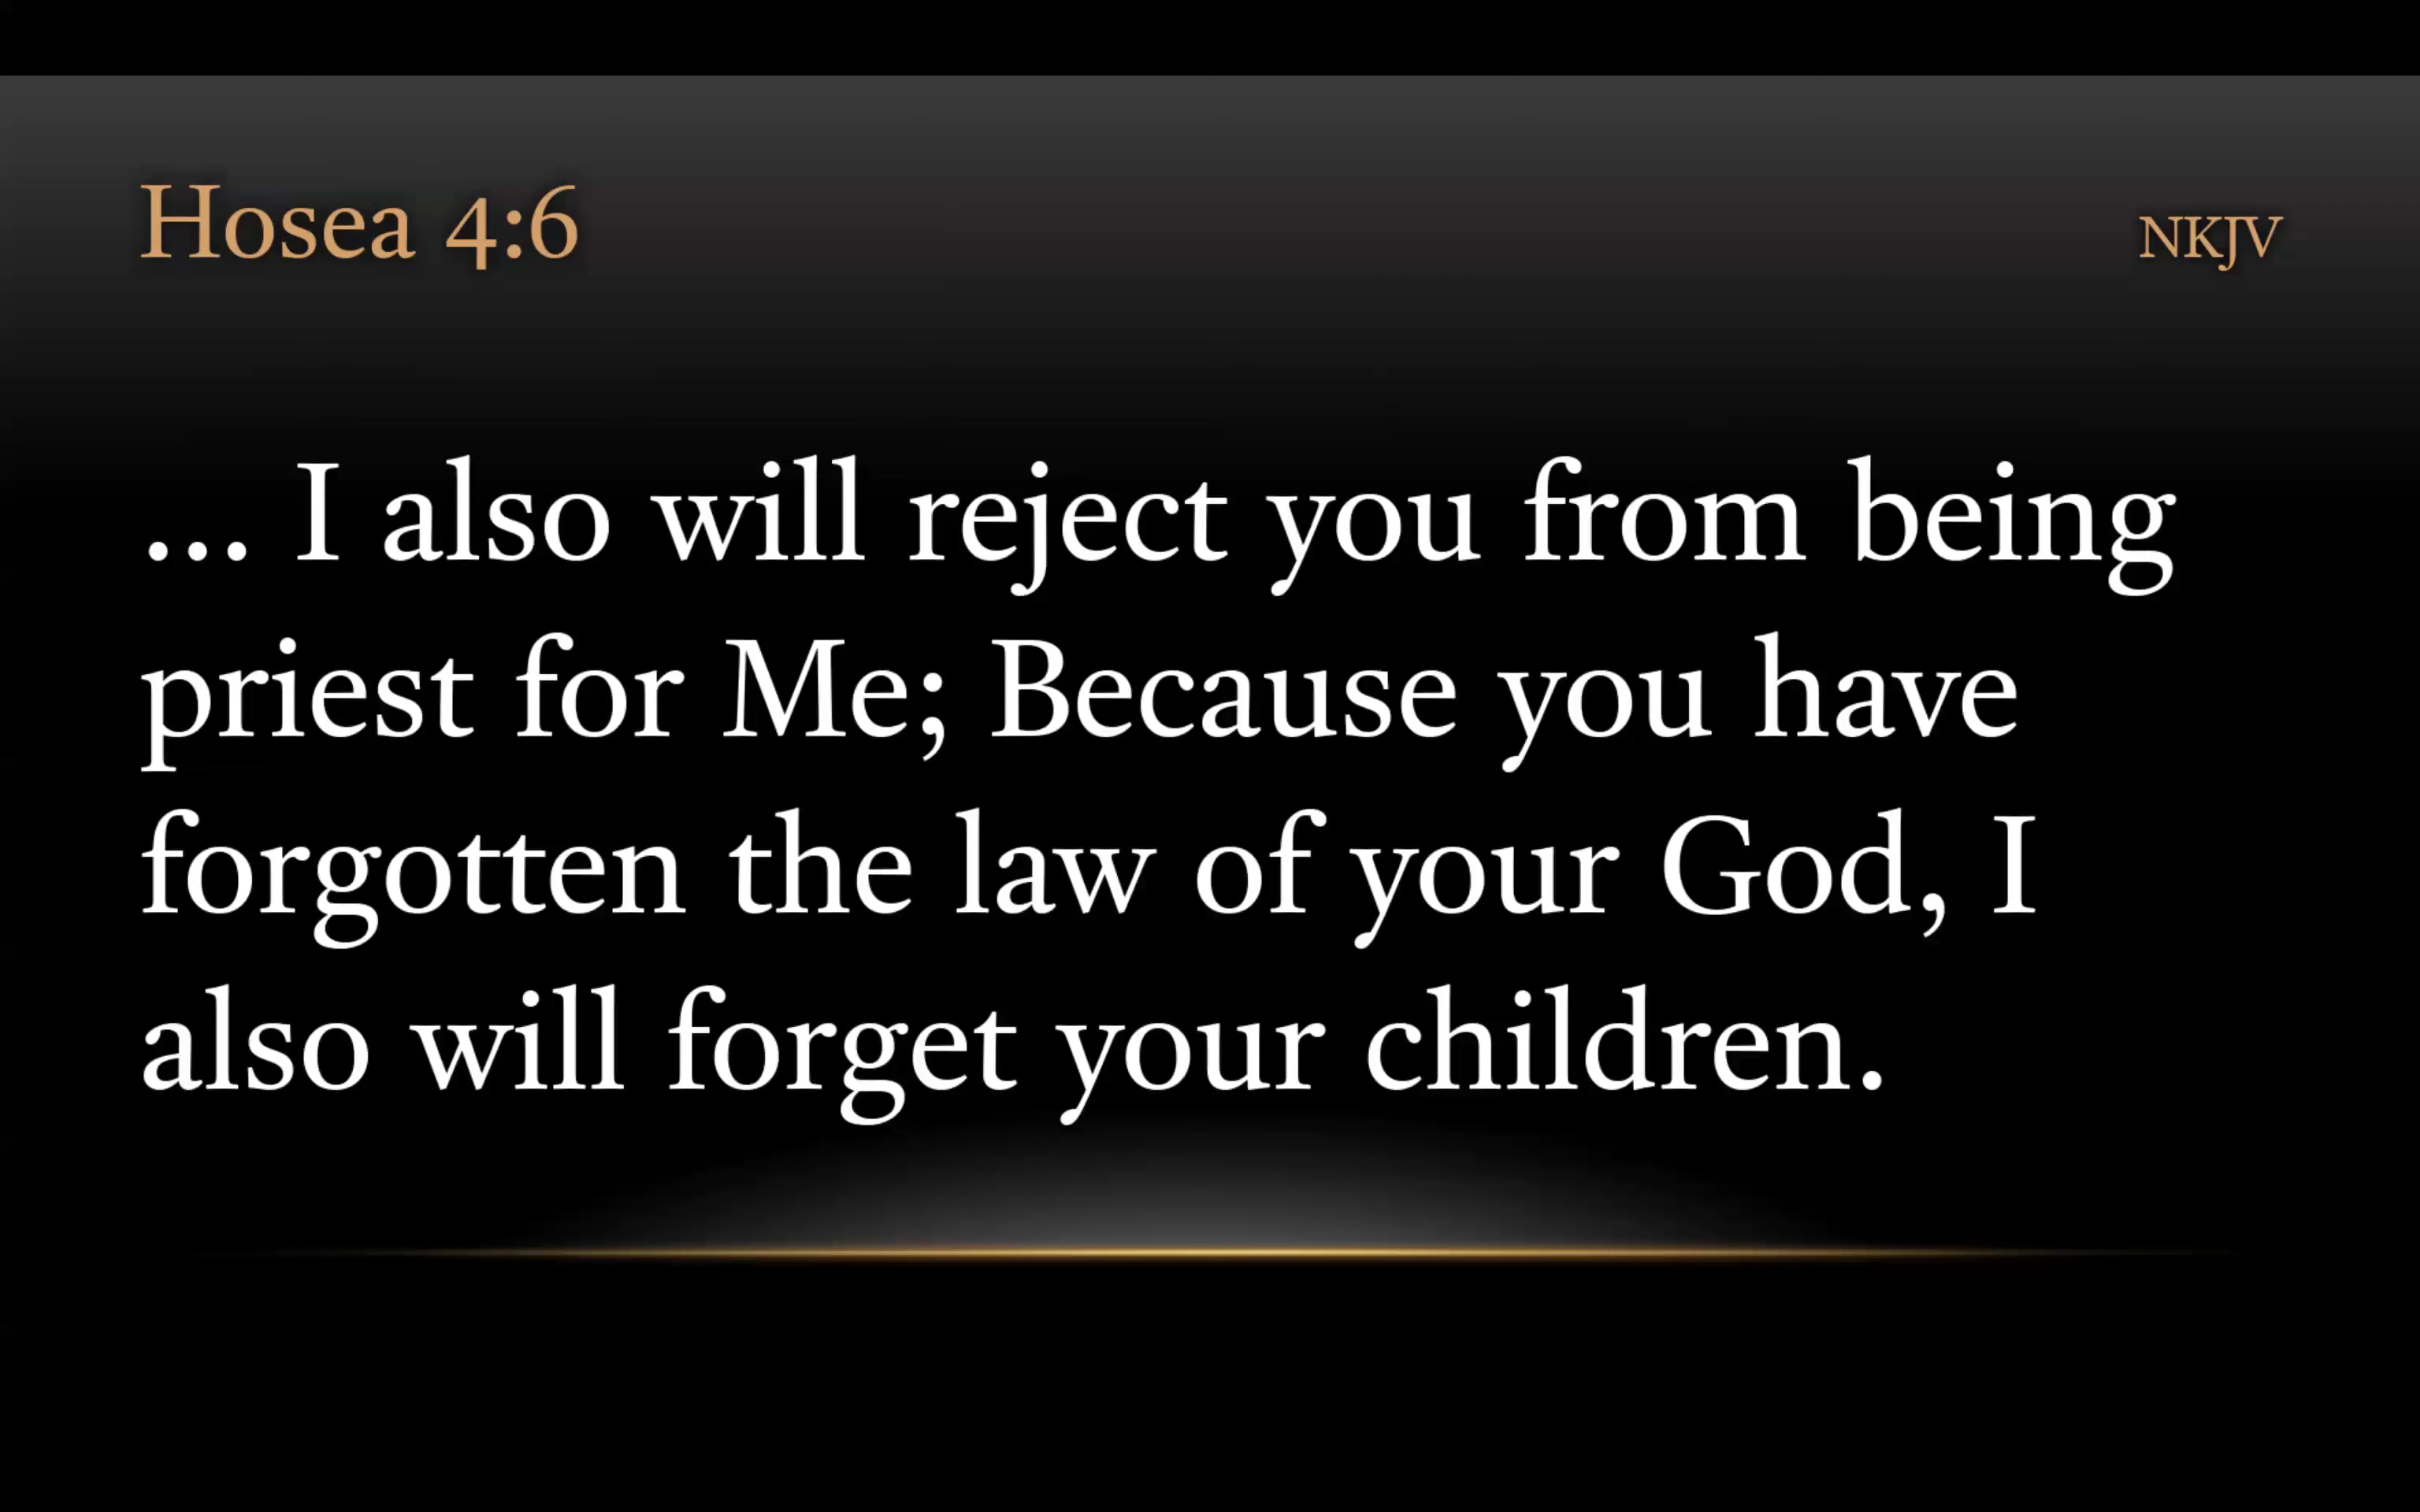 Hosea 4:6
NKJV
... I also will reject you from being
priest for Me; Because you have
forgotten the law of your God, I
also will forget your children.